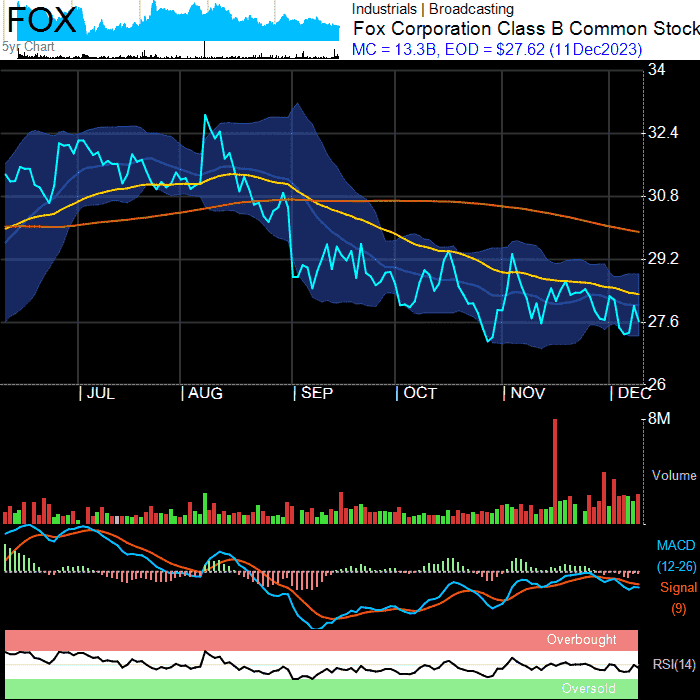 FOX
5yr Chart
Industrials | Broadcasting
Fox Corporation Class B Common Stock
MC = 13.3B, EOD = $27.62 (11Dec2023)
34
32.4
30.8
29.2
27.6
26
| JUL | AUG | SEP | OCT | NOV | DEC
8M
Volume
MACD
(12-26)
Signal
(9)
Overbought
RSI(14)
Oversold